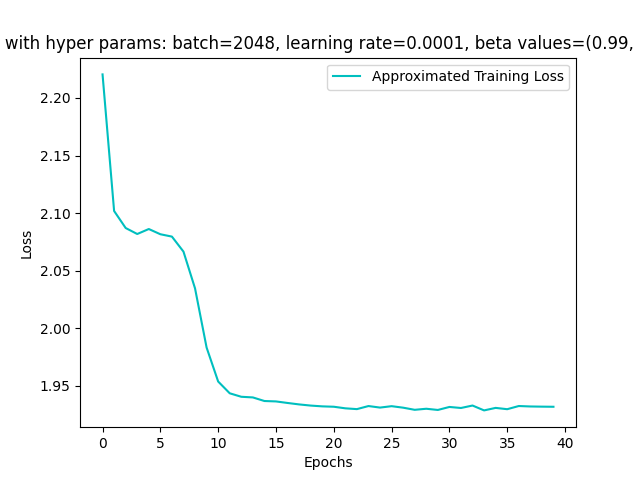 with hyper params: batch=2048, learning rate=0.0001, beta values=(0.99,
Approximated Training Loss
2.20
2.15
2.10
2.05
2.00
1.95
Loss
0 5 10 15 20 25 30 35 40
Epochs